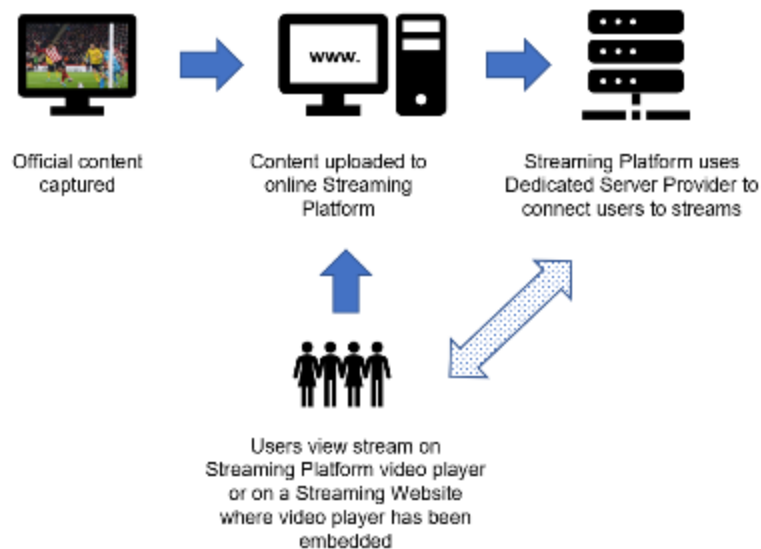 www.
Official content
captured
Content uploaded to
online Streaming
Platform
Streaming Platform uses
Dedicated Server Provider to
connect users to streams
Users view stream on
Streaming Platform video player
or on a Streaming Website
where video player has been
embedded